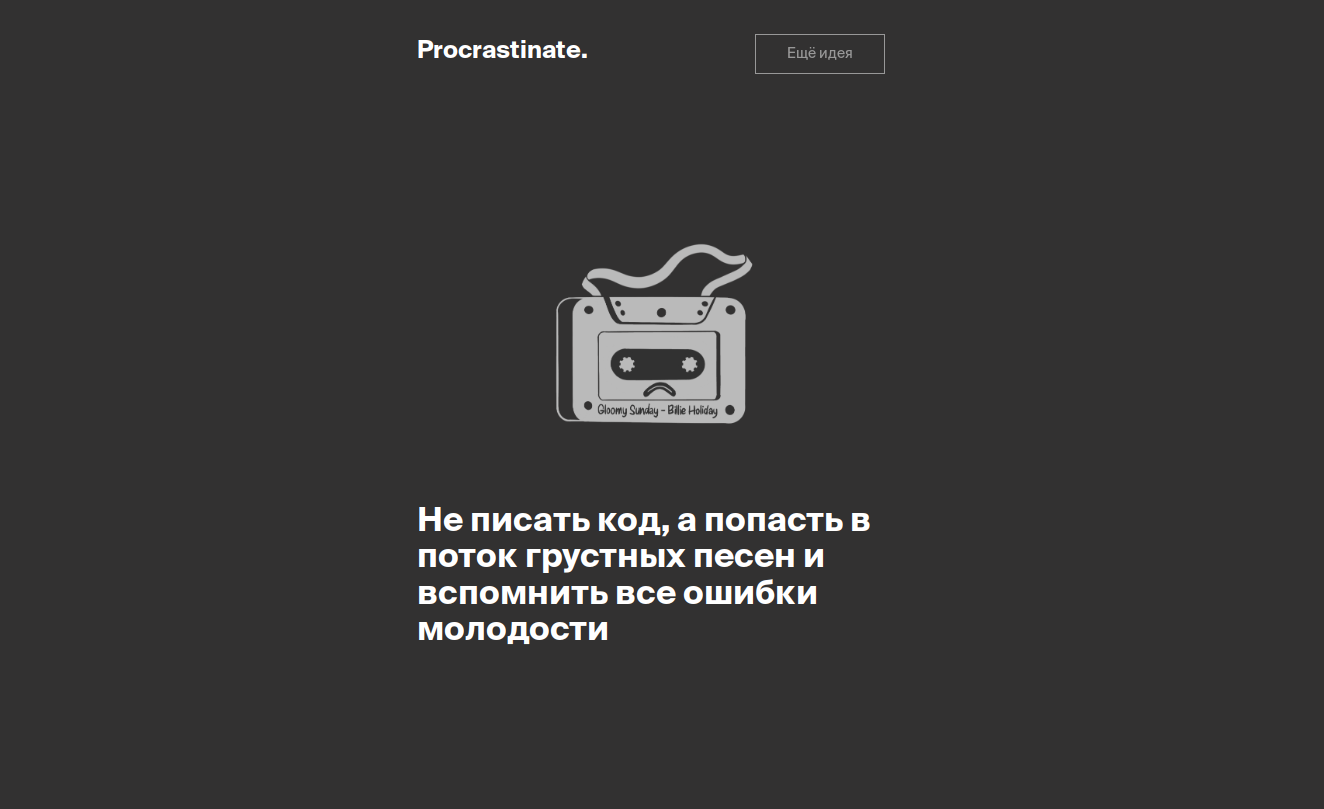 Procrastinate.
Ещё идея
Gloomy Sunday - Billie Holiday
Не писать код, а попасть в
поток грустных песен и
вспомнить все ошибки
молодости